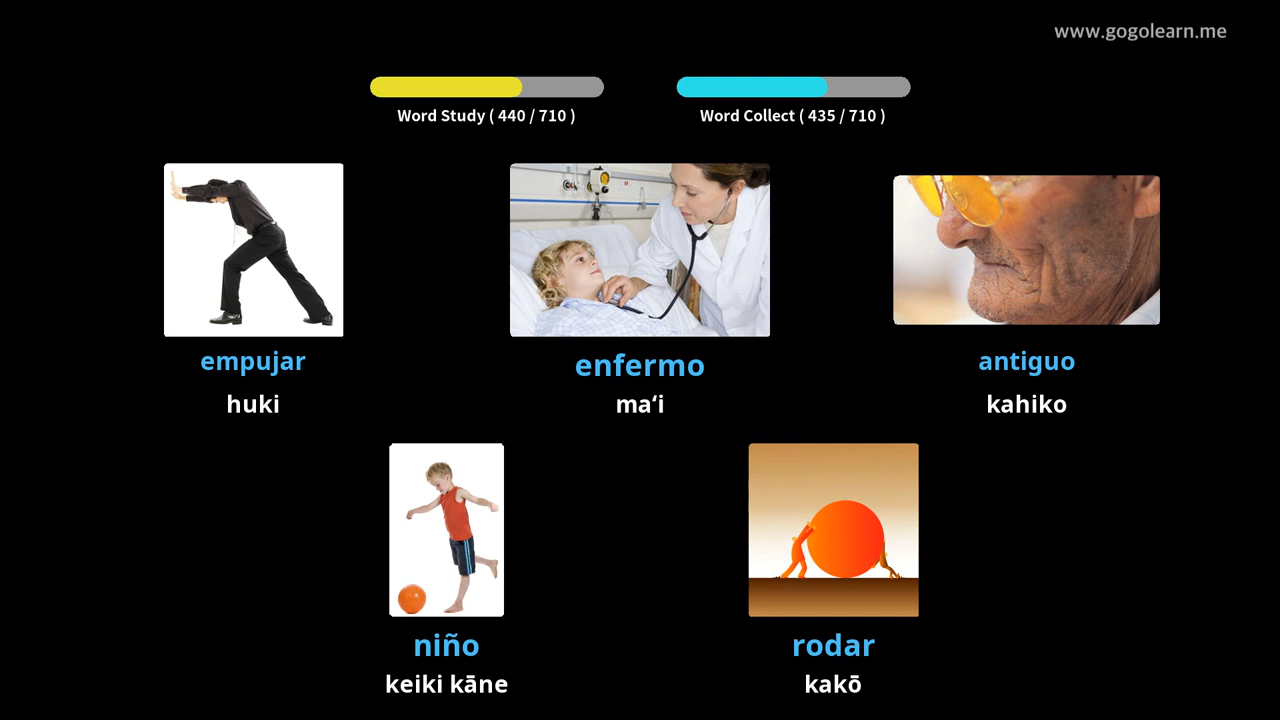 www.gogolearn.me
Word Study ( 440 / 710 )
Word Collect ( 435 / 710 )
empujar
huki
enfermo
maʻi
antiguo
kahiko
niño
keiki kāne
rodar
kakō